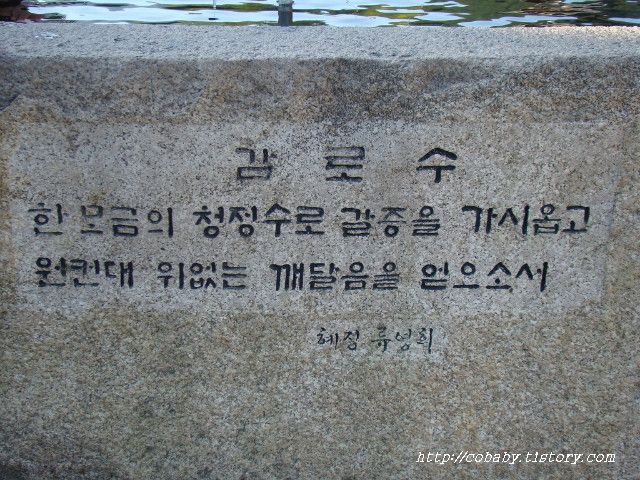 감 로 수
한 모금의 청정수로 갈증을 가시옵고
원컨대 위없는 깨달음을 얻으소서
혜정 류영희
http://cobaby.tistory.com